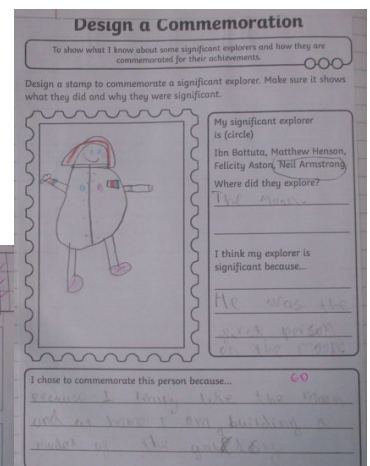 Design a Commemoration
To show what I know about some significant explorers and how they are
commemorated for their achievements.
Design a stamp to commemorate a significant explorer. Make sure it shows
what they did and why they were significant.
My significant explorer
is (circle)
Ibn Battuta, Matthew Henson,
Felicity Aston, Neil Armstrong
Where did they explore?
The Moon
I think my explorer is
significant because...
He was the
first person
on the moon
I chose to commemorate this person because...
because I really like the moon
and at home I am building a
model of the